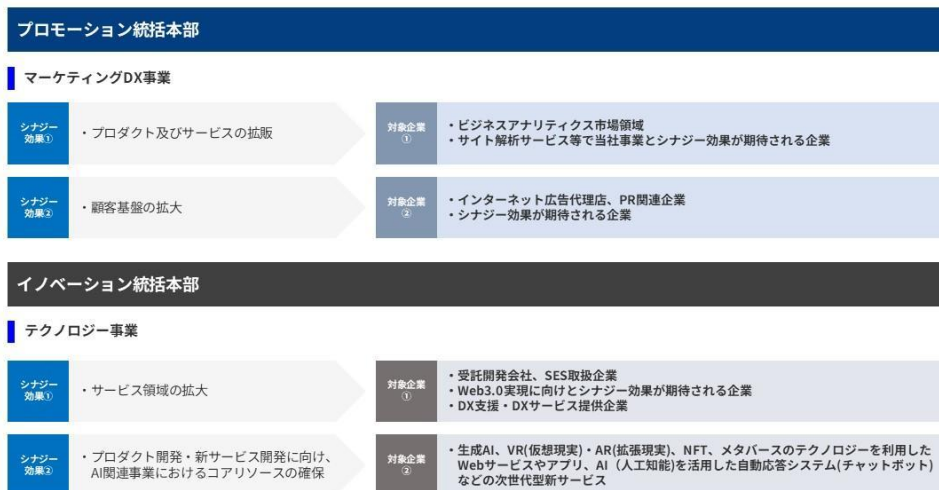 プロモーション統括本部
マーケティングDX事業
シナジー
効果①
・プロダクト及びサービスの拡販
対象企業
①
・ビジネスアナリティクス市場領域
・サイト解析サービス等で当社事業とシナジー効果が期待される企業
シナジー
効果②
・顧客基盤の拡大
対象企業
②
・インターネット広告代理店、PR関連企業
・シナジー効果が期待される企業
イノベーション統括本部
テクノロジー事業
シナジー
効果①
・サービス領域の拡大
対象企業
①
・受託開発会社、SES取扱企業
・Web3.0実現に向けとシナジー効果が期待される企業
・DX支援・DXサービス提供企業
シナジー
効果②
・プロダクト開発・新サービス開発に向け、
AI関連事業におけるコアリソースの確保
対象企業
②
・生成AI、VR(仮想現実)・AR(拡張現実)、NFT、メタバースのテクノロジーを利用した
Webサービスやアプリ、AI（人工知能)を活用した自動応答システム(チャットボット)
などの次世代型新サービス